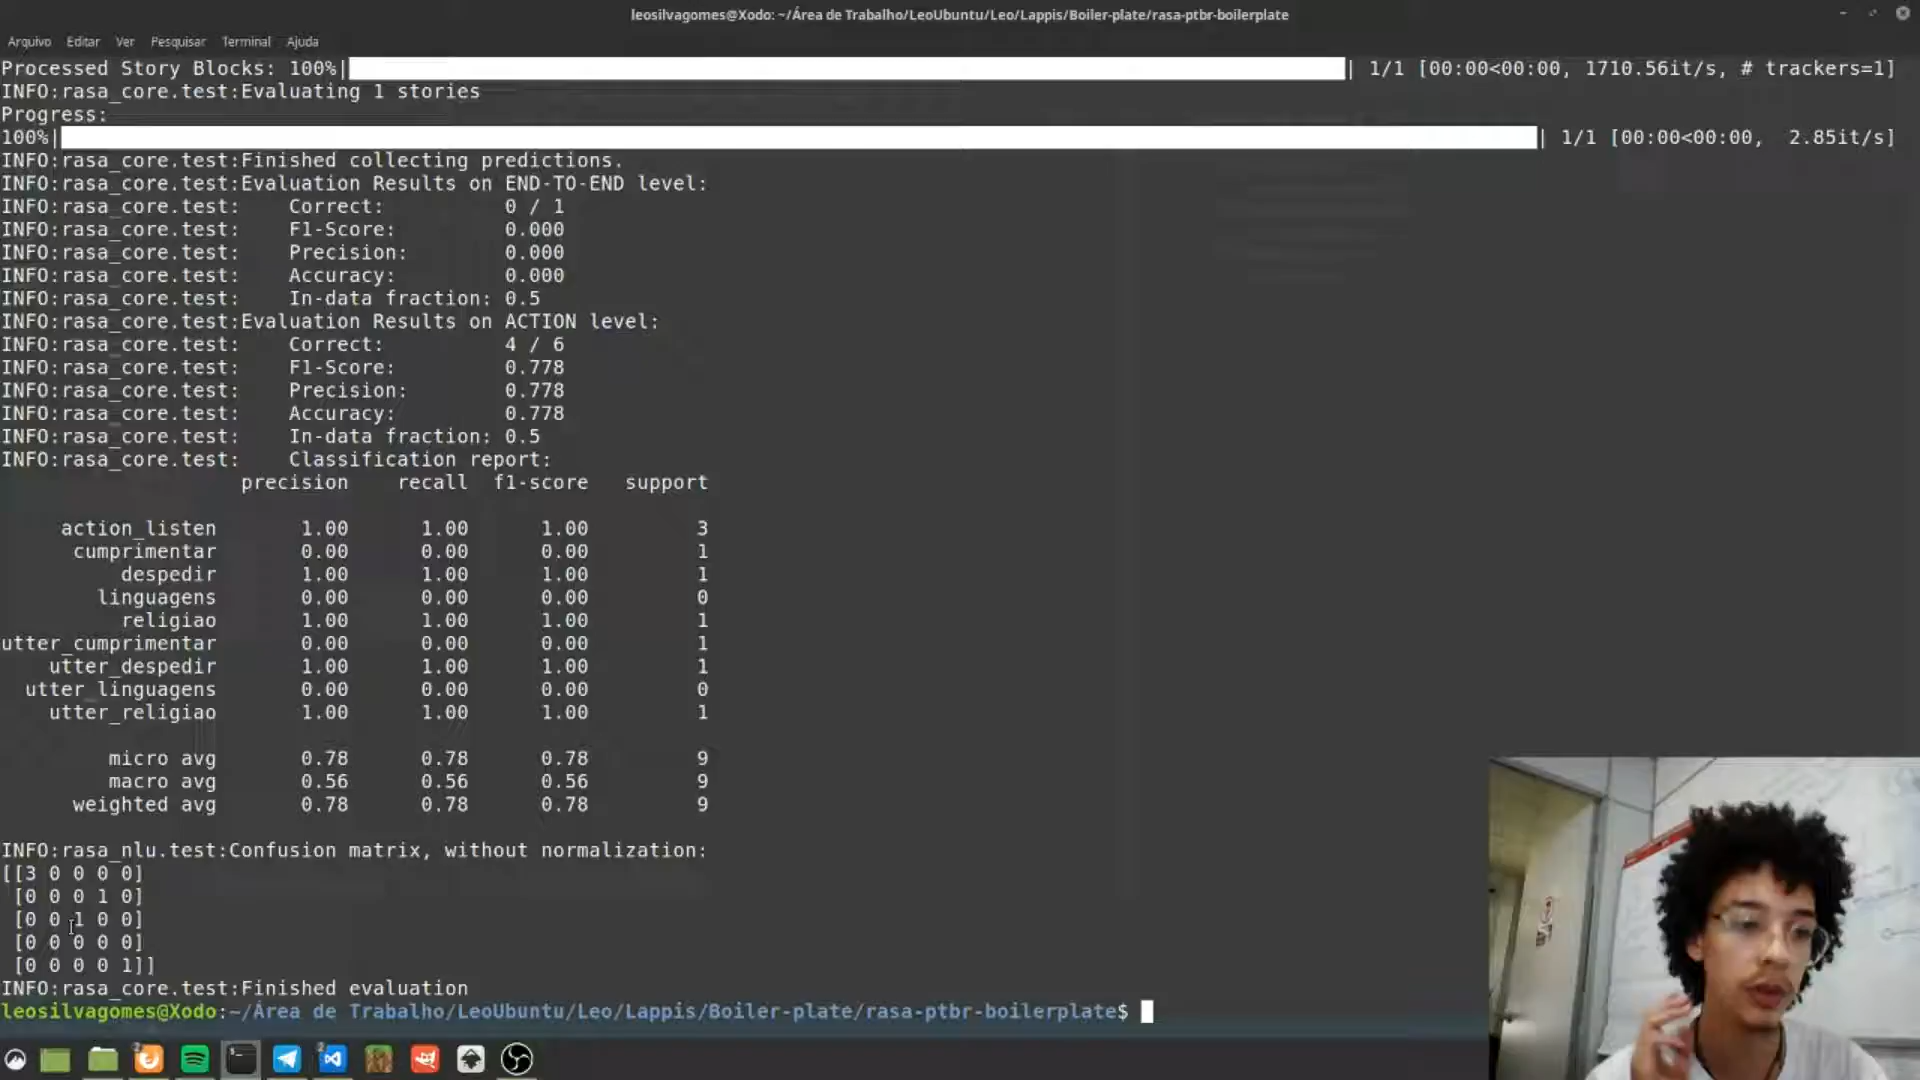 leosilvagomes@Xodo: ~/Área de Trabalho/LeoUbuntu/Leo/Lappis/Boiler-plate/rasa-ptbr-boilerplate
Arquivo Editar Ver Pesquisar Terminal Ajuda
Processed Story Blocks: 100%| | 1/1 [00:00<00:00, 1710.56it/s, # trackers=1]
INFO:rasa_core.test:Evaluating 1 stories
Progress:
100%| | 1/1 [00:00<00:00, 2.85it/s]
INFO:rasa_core.test:Finished collecting predictions.
INFO:rasa_core.test:Evaluation Results on END-TO-END level:
INFO:rasa_core.test: Correct: 0 / 1
INFO:rasa_core.test: F1-Score: 0.000
INFO:rasa_core.test: Precision: 0.000
INFO:rasa_core.test: Accuracy: 0.000
INFO:rasa_core.test: In-data fraction: 0.5
INFO:rasa_core.test:Evaluation Results on ACTION level:
INFO:rasa_core.test: Correct: 4 / 6
INFO:rasa_core.test: F1-Score: 0.778
INFO:rasa_core.test: Precision: 0.778
INFO:rasa_core.test: Accuracy: 0.778
INFO:rasa_core.test: In-data fraction: 0.5
INFO:rasa_core.test: Classification report:
precision recall f1-score support
action_listen 1.00 1.00 1.00 3
cumprimentar 0.00 0.00 0.00 1
despedir 1.00 1.00 1.00 1
linguagens 0.00 0.00 0.00 0
religiao 1.00 1.00 1.00 1
utter_cumprimentar 0.00 0.00 0.00 1
utter_despedir 1.00 1.00 1.00 1
utter_linguagens 0.00 0.00 0.00 0
utter_religiao 1.00 1.00 1.00 1
micro avg 0.78 0.78 0.78 9
macro avg 0.56 0.56 0.56 9
weighted avg 0.78 0.78 0.78 9
INFO:rasa_nlu.test:Confusion matrix, without normalization:
[[3 0 0 0 0]
[0 0 0 1 0]
[0 0 1 0 0]
[0 0 0 0 0]
[0 0 0 0 1]]
INFO:rasa_core.test:Finished evaluation
leosilvagomes@Xodo:~/Área de Trabalho/LeoUbuntu/Leo/Lappis/Boiler-plate/rasa-ptbr-boilerplate$